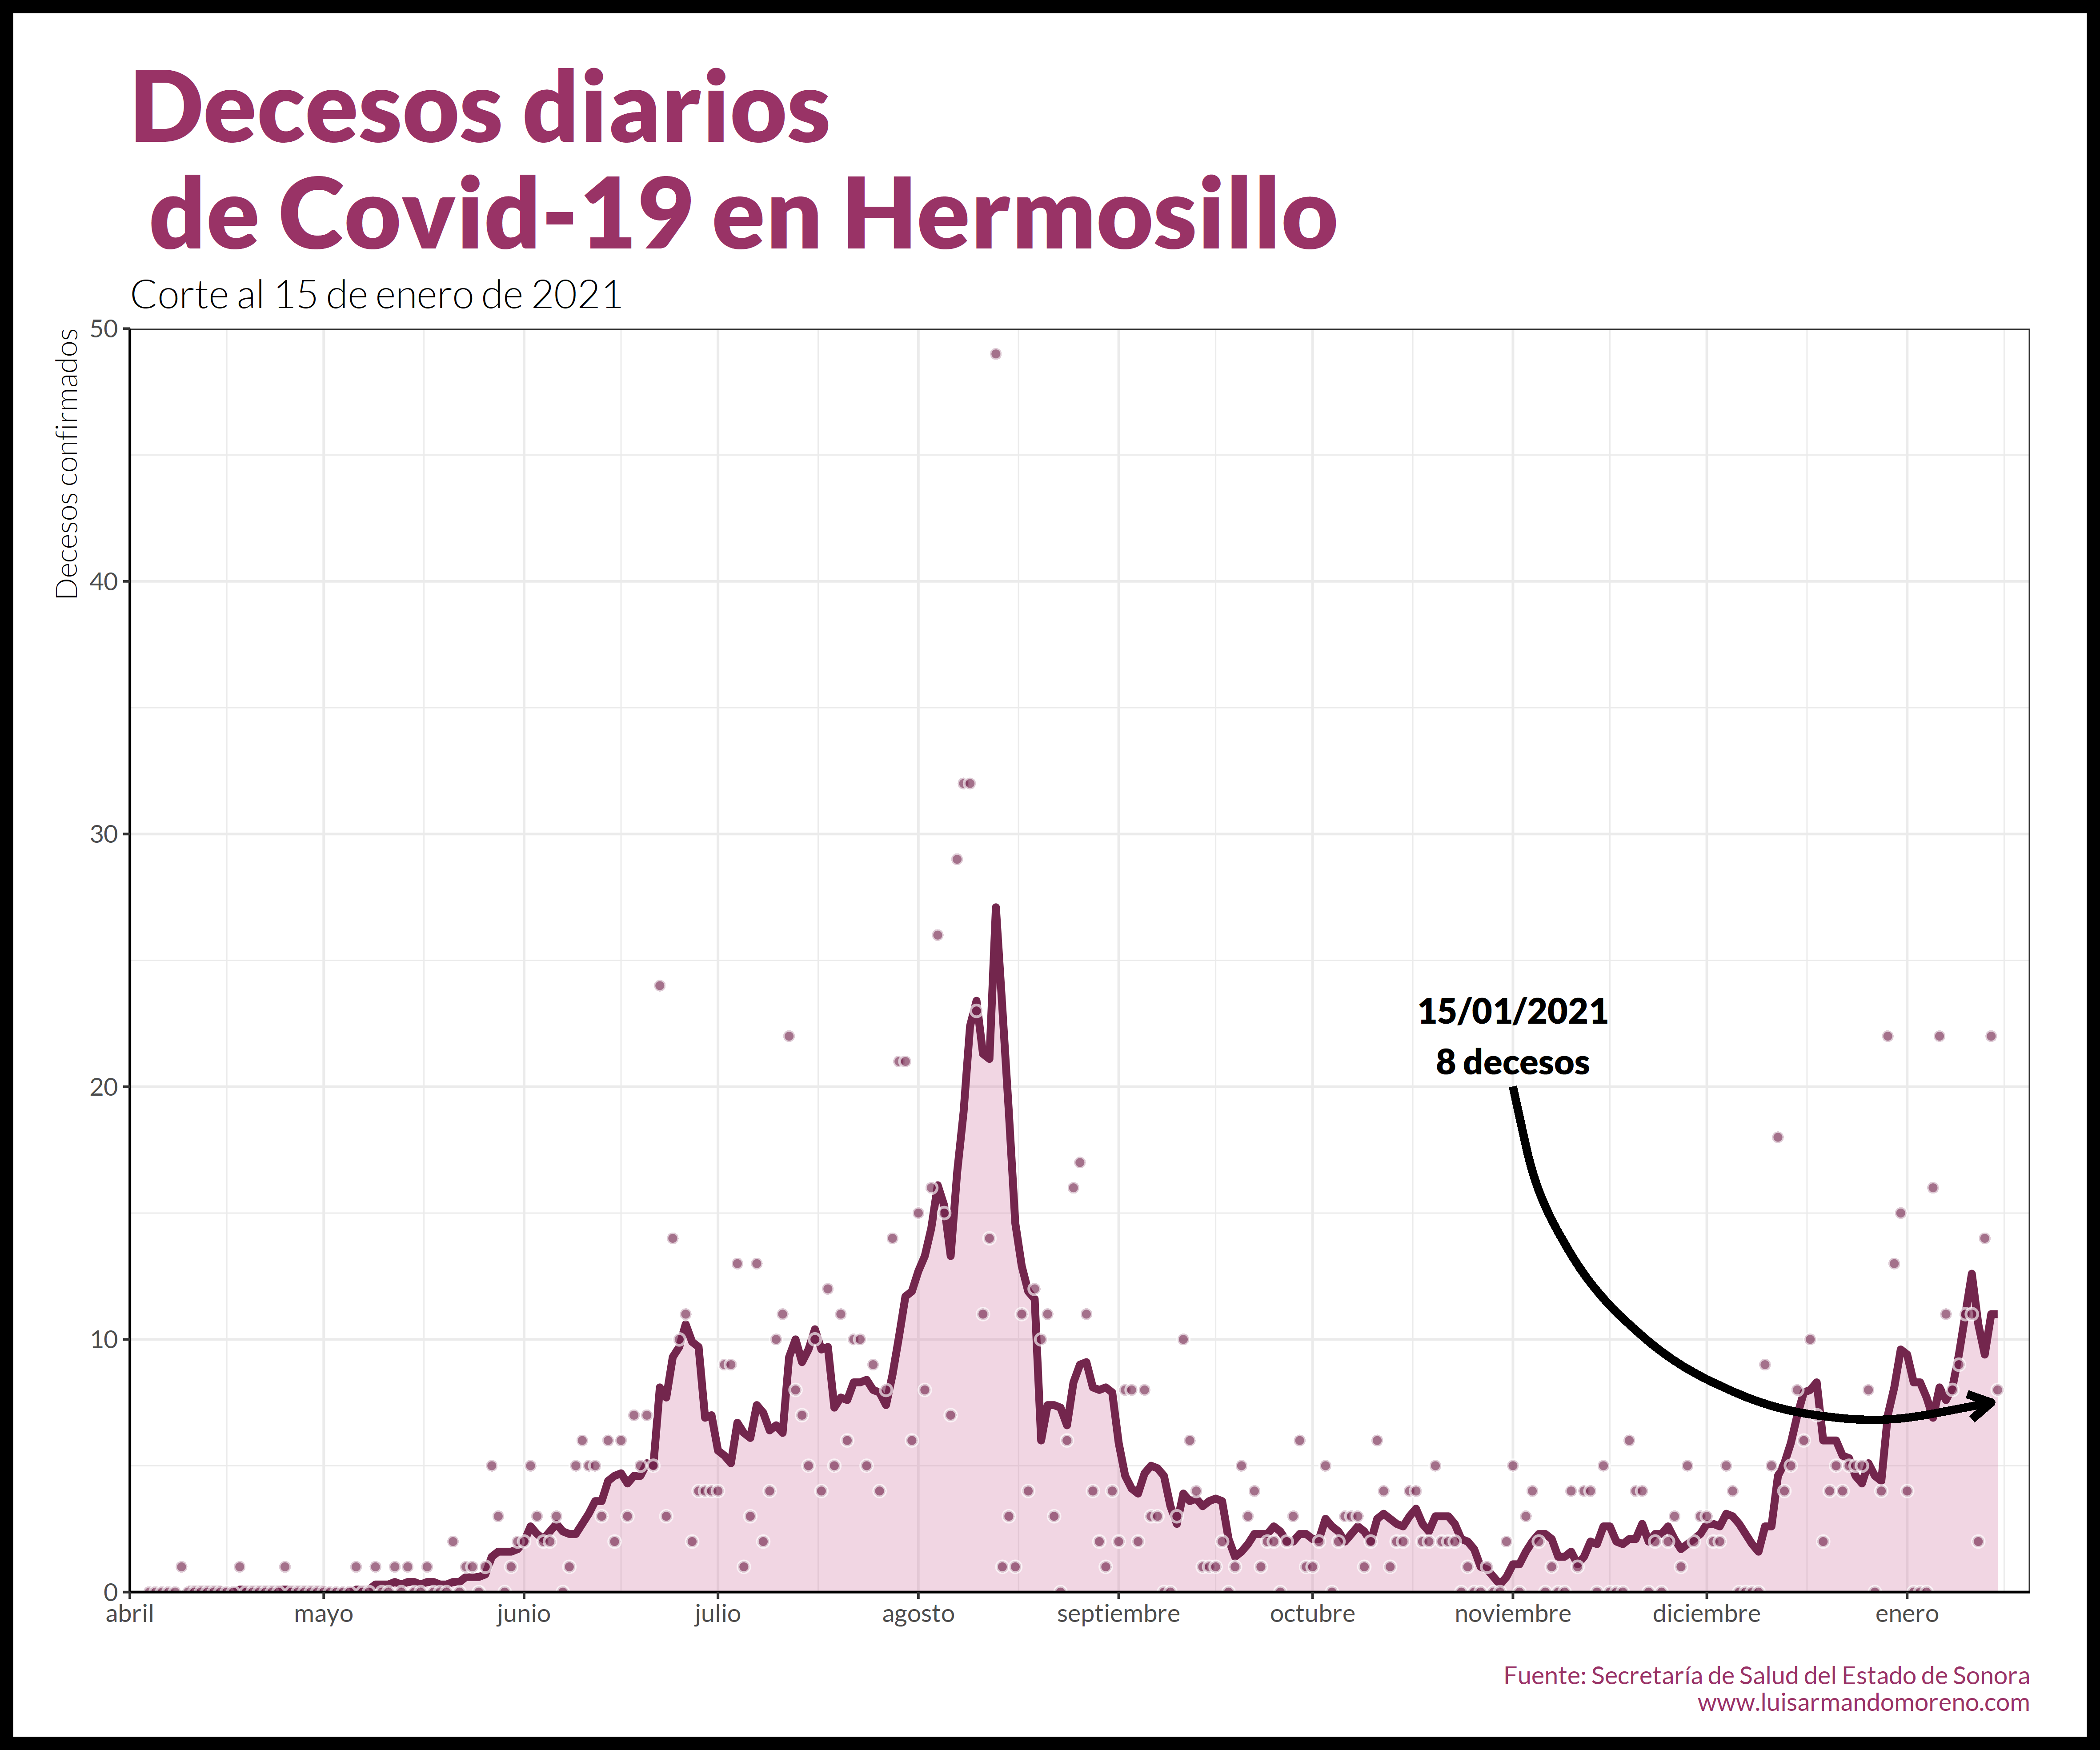 Decesos diarios
de Covid-19 en Hermosillo
Corte al 15 de enero de 2021
Decesos confirmados
50
40
30
20
10
0
15/01/2021
8 decesos
abril mayo junio julio agosto septiembre octubre noviembre diciembre enero
Fuente: Secretaría de Salud del Estado de Sonora
www.luisarmandomoreno.com